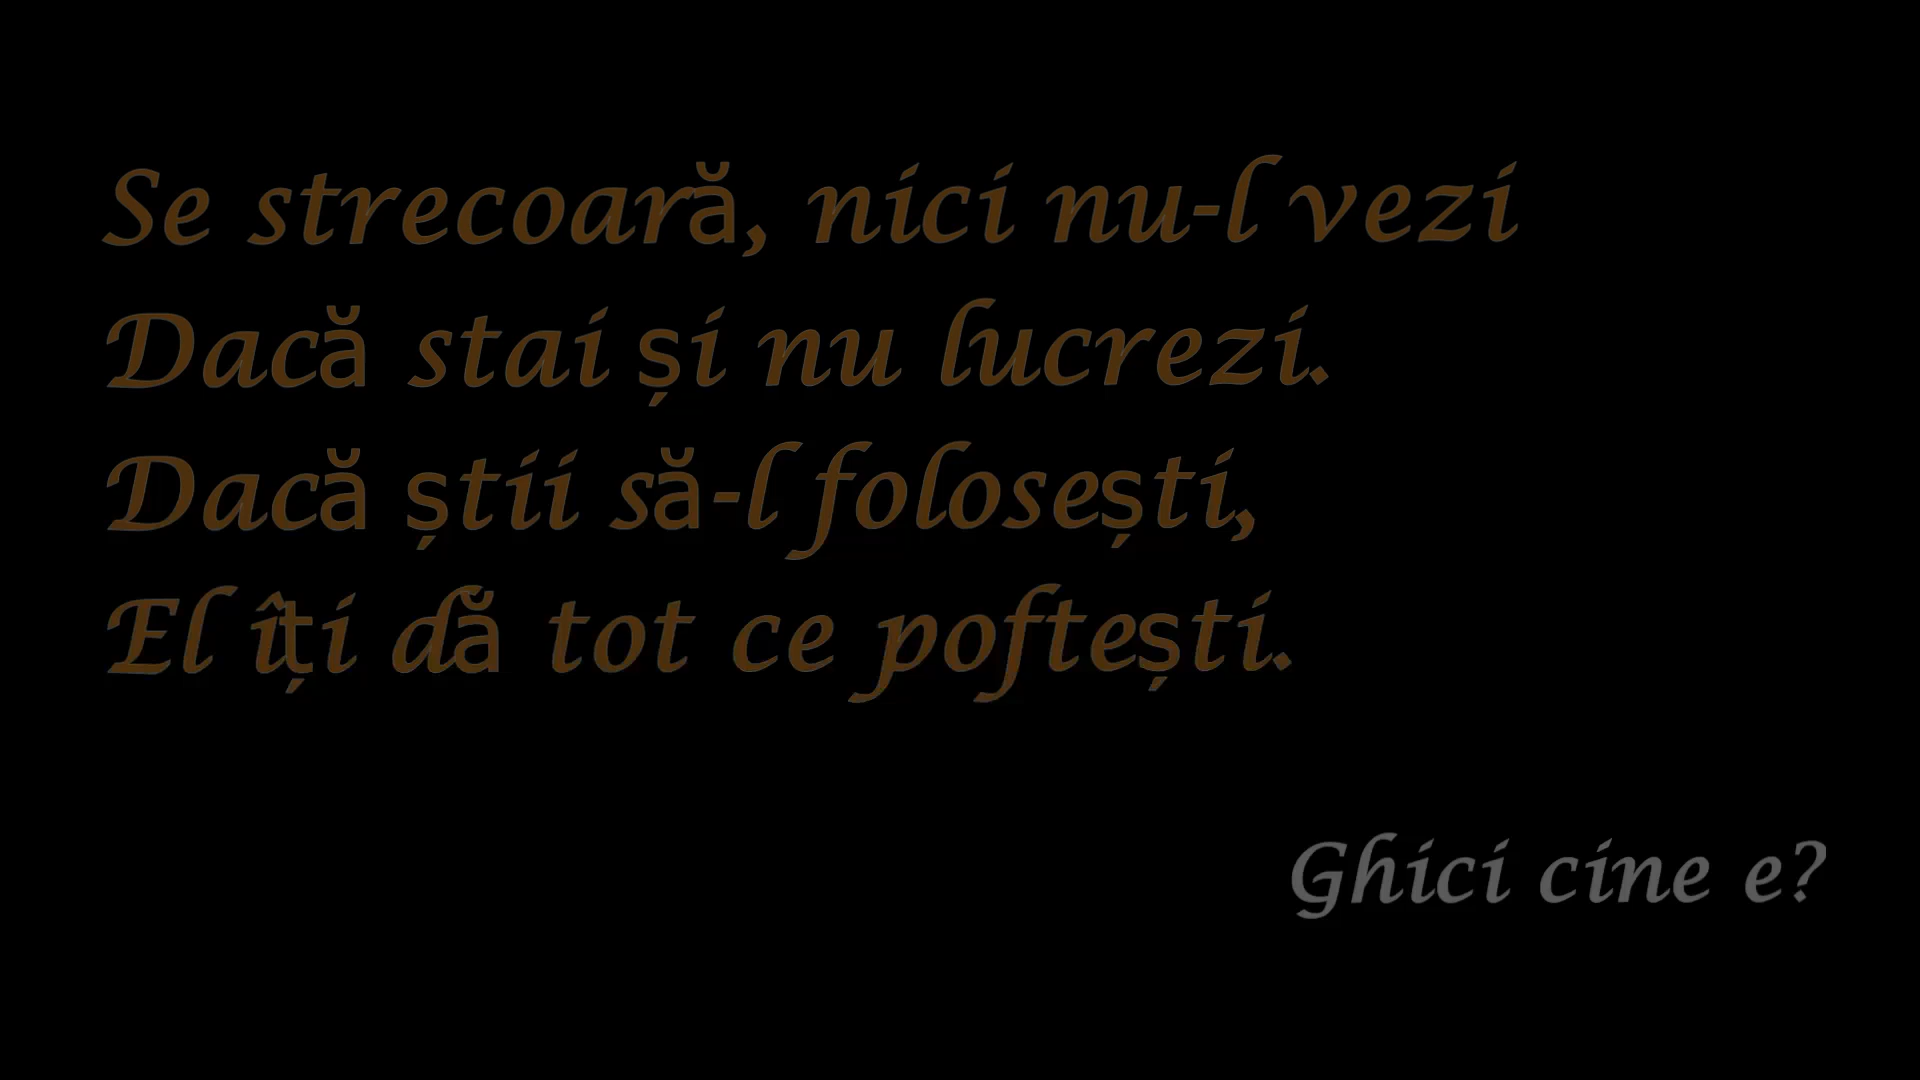 Se strecoară, nici nu-l vezi
Dacă stai și nu lucrezi.
Dacă știi să-l folosești,
El îți dă tot ce poftești.
Ghici cine e?